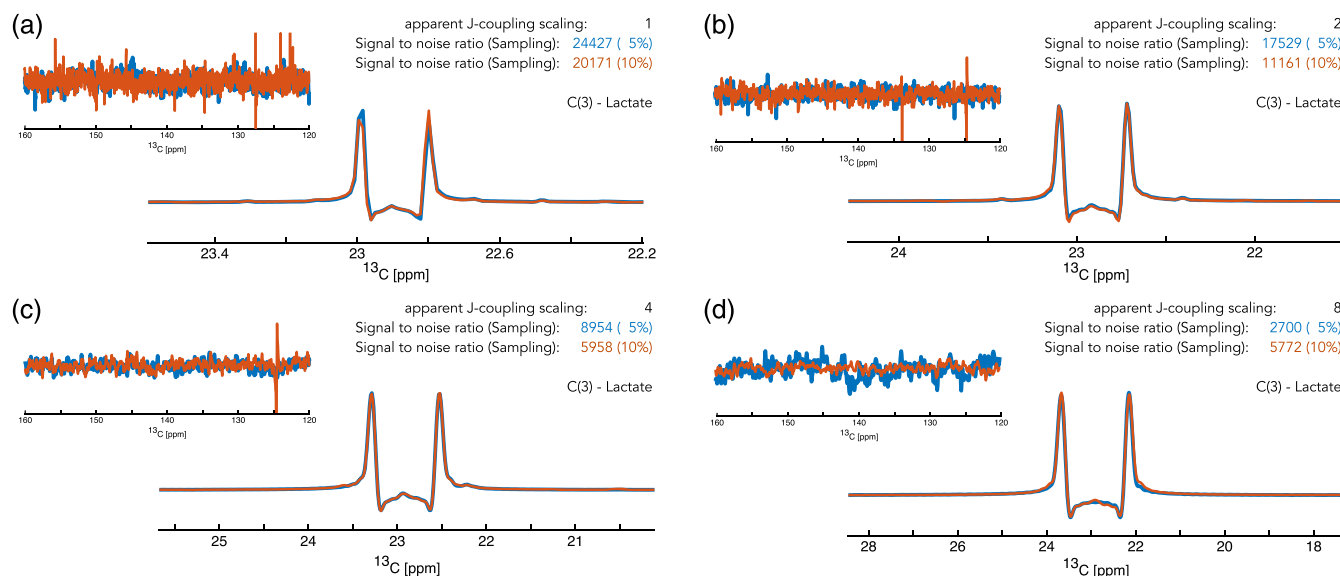 (a)
apparent J-coupling scaling: 1
Signal to noise ratio (Sampling): 24427 ( 5%)
Signal to noise ratio (Sampling): 20171 (10%)
C(3) - Lactate
160 150 140 130 120
13C [ppm]
23.4 23 22.6 22.2
13C [ppm]
(b)
apparent J-coupling scaling: 2
Signal to noise ratio (Sampling): 17529 ( 5%)
Signal to noise ratio (Sampling): 11161 (10%)
C(3) - Lactate
160 150 140 130 120
13C [ppm]
24 23 22
13C [ppm]
(c)
apparent J-coupling scaling: 4
Signal to noise ratio (Sampling): 8954 ( 5%)
Signal to noise ratio (Sampling): 5958 (10%)
C(3) - Lactate
160 150 140 130 120
13C [ppm]
25 24 23 22 21
13C [ppm]
(d)
apparent J-coupling scaling: 8
Signal to noise ratio (Sampling): 2700 ( 5%)
Signal to noise ratio (Sampling): 5772 (10%)
C(3) - Lactate
160 150 140 130 120
13C [ppm]
28 26 24 22 20 18
13C [ppm]